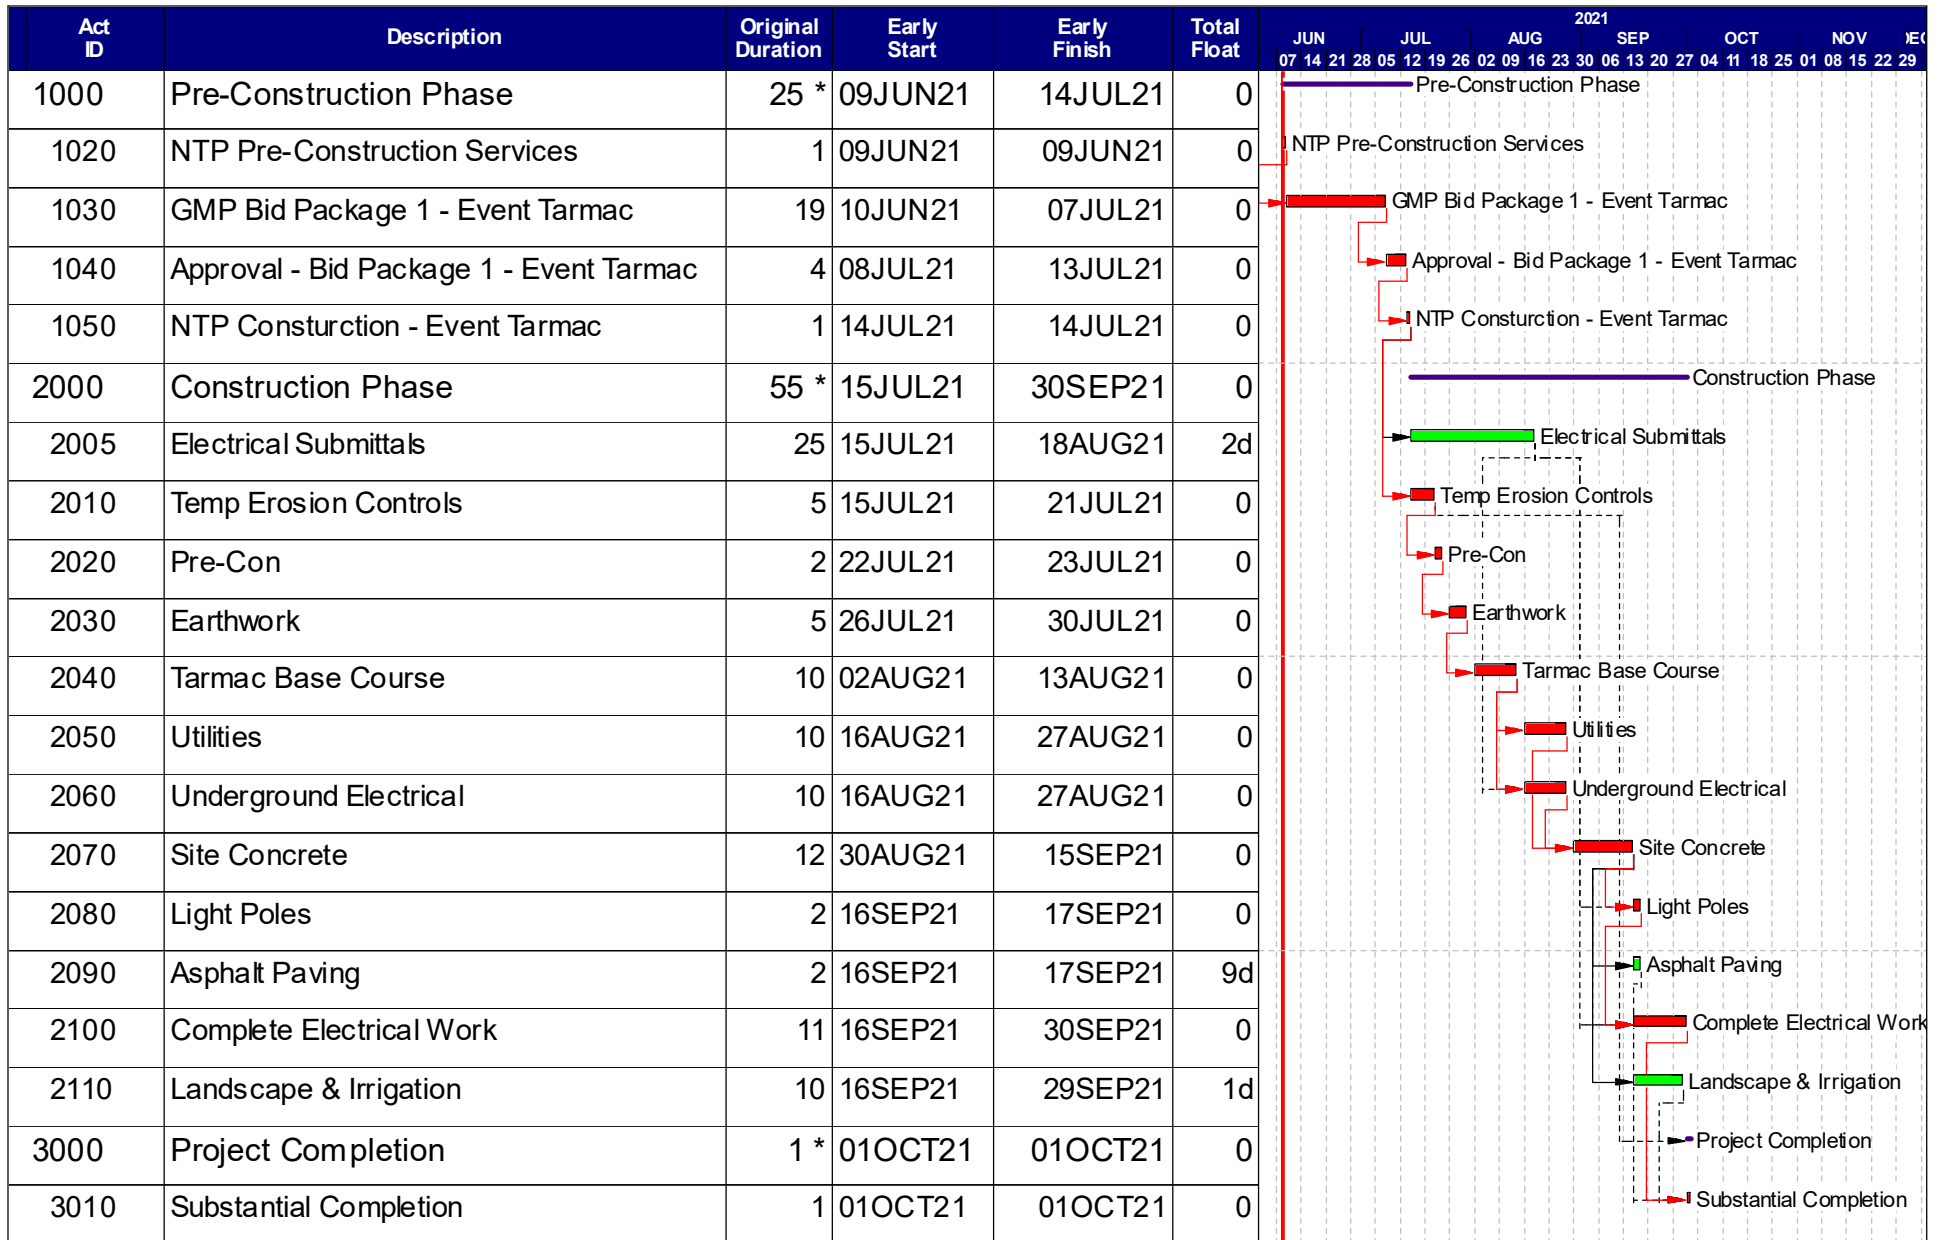 Act ID Description Original Duration Early Start Early Finish Total Float 2021
JUN JUL AUG SEP OCT NOV
07 14 21 28 05 12 19 26 02 09 16 23 30 06 13 20 27 04 11 18 25 01 08 15 22 29
1000 Pre-Construction Phase 25 * 09JUN21 14JUL21 0 Pre-Construction Phase
1020 NTP Pre-Construction Services 1 09JUN21 09JUN21 0 NTP Pre-Construction Services
1030 GMP Bid Package 1 - Event Tarmac 19 10JUN21 07JUL21 0 GMP Bid Package 1 - Event Tarmac
1040 Approval - Bid Package 1 - Event Tarmac 4 08JUL21 13JUL21 0 Approval - Bid Package 1 - Event Tarmac
1050 NTP Consturction - Event Tarmac 1 14JUL21 14JUL21 0 NTP Consturction - Event Tarmac
2000 Construction Phase 55 * 15JUL21 30SEP21 0 Construction Phase
2005 Electrical Submittals 25 15JUL21 18AUG21 2d Electrical Submittals
2010 Temp Erosion Controls 5 15JUL21 21JUL21 0 Temp Erosion Controls
2020 Pre-Con 2 22JUL21 23JUL21 0 Pre-Con
2030 Earthwork 5 26JUL21 30JUL21 0 Earthwork
2040 Tarmac Base Course 10 02AUG21 13AUG21 0 Tarmac Base Course
2050 Utilities 10 16AUG21 27AUG21 0 Utilities
2060 Underground Electrical 10 16AUG21 27AUG21 0 Underground Electrical
2070 Site Concrete 12 30AUG21 15SEP21 0 Site Concrete
2080 Light Poles 2 16SEP21 17SEP21 0 Light Poles
2090 Asphalt Paving 2 16SEP21 17SEP21 9d Asphalt Paving
2100 Complete Electrical Work 11 16SEP21 30SEP21 0 Complete Electrical Work
2110 Landscape & Irrigation 10 16SEP21 29SEP21 1d Landscape & Irrigation
3000 Project Completion 1 * 01OCT21 01OCT21 0 Project Completion
3010 Substantial Completion 1 01OCT21 01OCT21 0 Substantial Completion